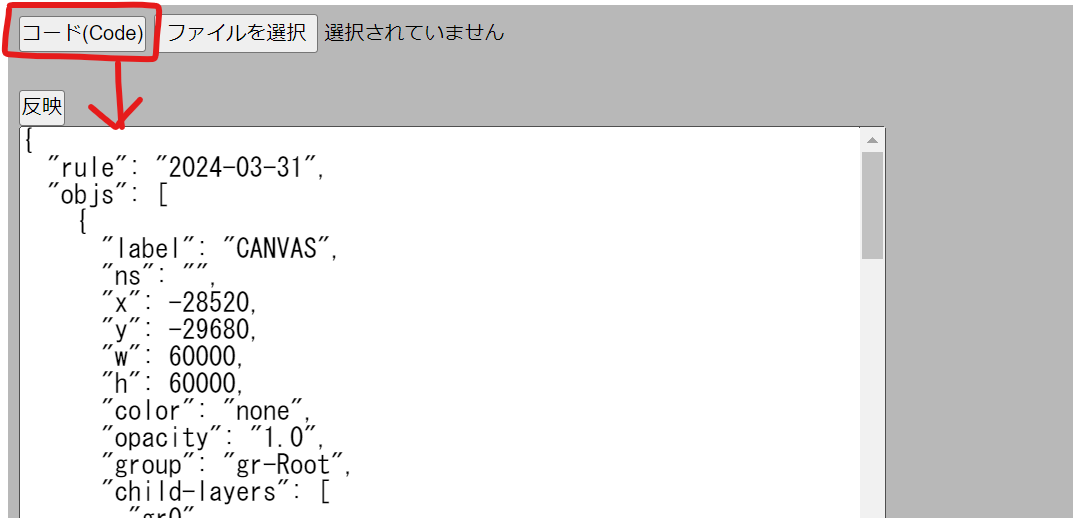 コード(Code) ファイルを選択 選択されていません
反映
{
"rule": "2024-03-31",
"objs": [
{
"label": "CANVAS",
"ns": "",
"x": -28520,
"y": -29680,
"w": 60000,
"h": 60000,
"color": "none",
"opacity": "1.0",
"group": "gr-Root",
"child-layers": [
"gr0"